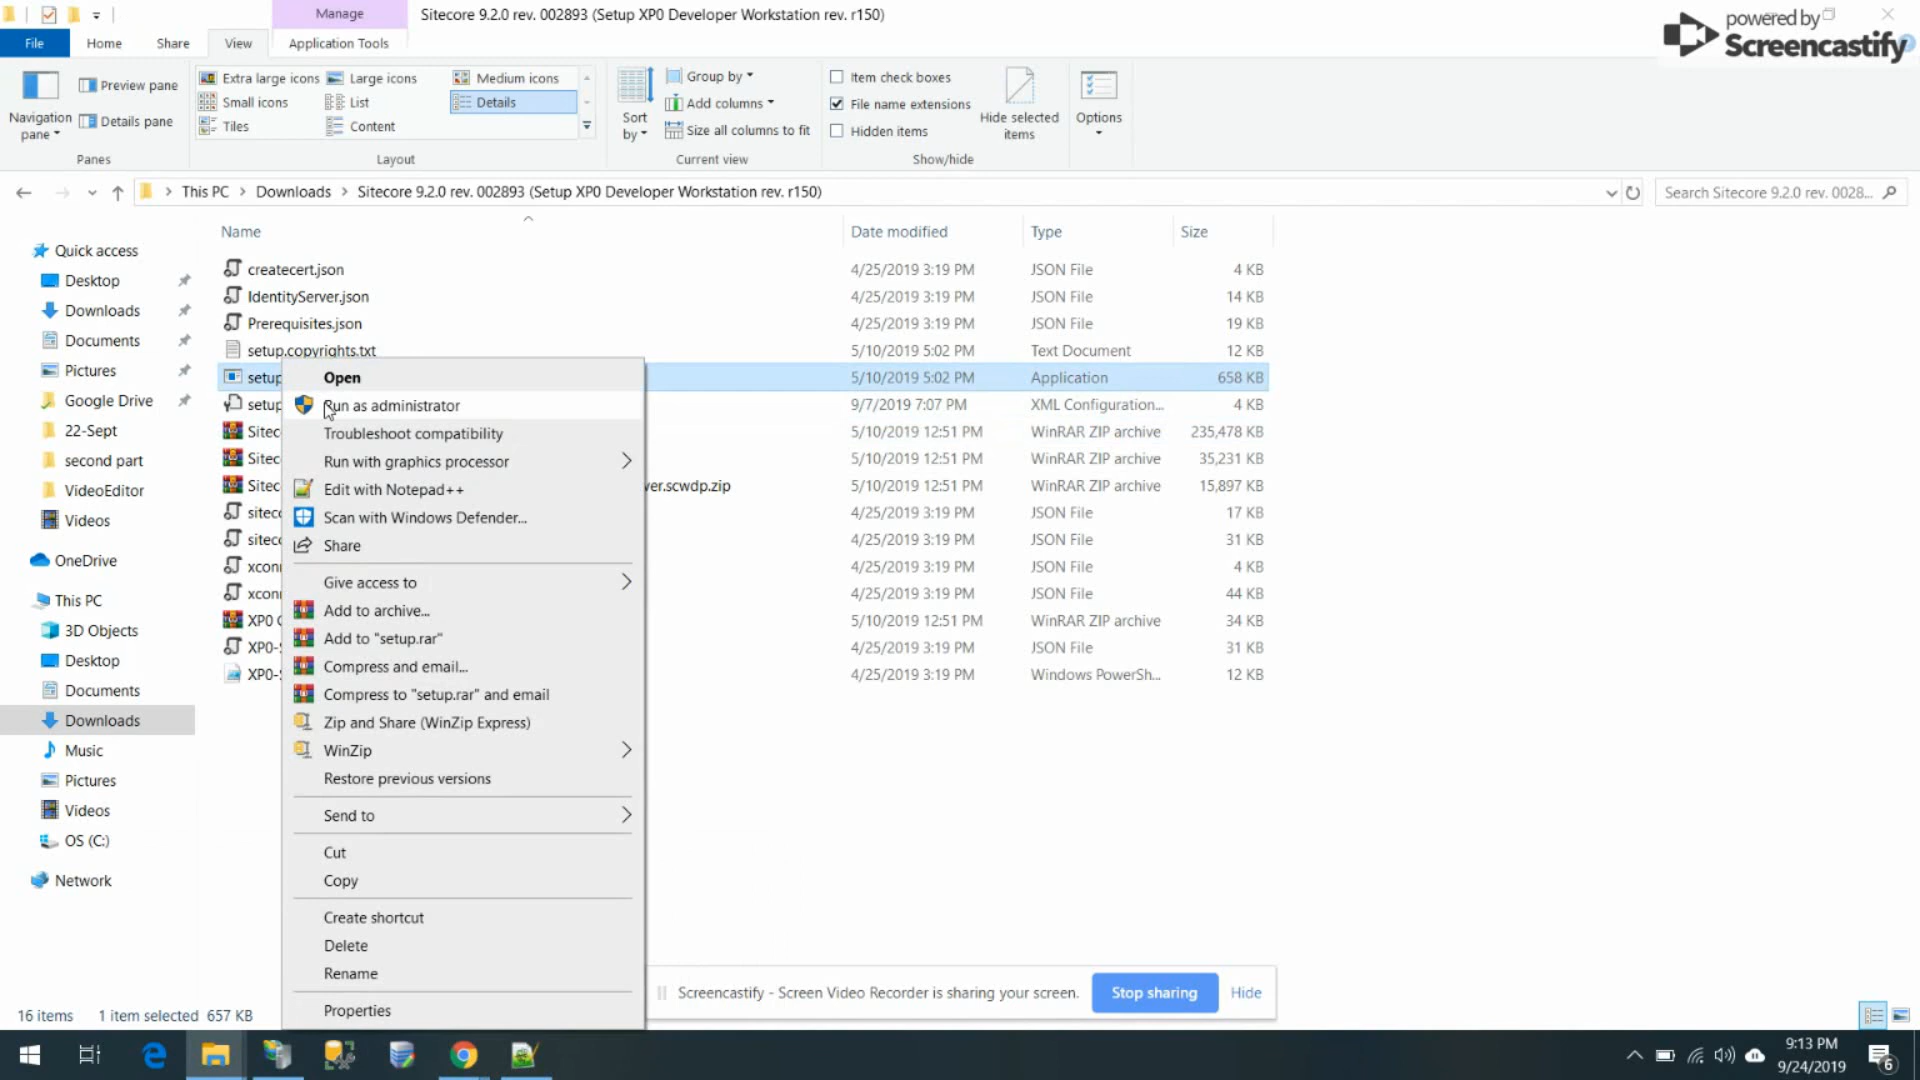 Manage
Sitecore 9.2.0 rev. 002893 (Setup XP0 Developer Workstation rev. r150)
powered by
Screencastify
File
Home
Share
View
Application Tools
Navigation pane
Preview pane
Details pane
Panes
Extra large icons
Large icons
Medium icons
Small icons
List
Details
Tiles
Content
Layout
Sort by
Group by
Add columns
Size all columns to fit
Current view
Item check boxes
File name extensions
Hidden items
Hide selected items
Show/hide
Options
This PC > Downloads > Sitecore 9.2.0 rev. 002893 (Setup XP0 Developer Workstation rev. r150)
Search Sitecore 9.2.0 rev. 0028...
Name Date modified Type Size
createcert.json 4/25/2019 3:19 PM JSON File 4 KB
IdentityServer.json 4/25/2019 3:19 PM JSON File 14 KB
Prerequisites.json 4/25/2019 3:19 PM JSON File 19 KB
setup.copyrights.txt 5/10/2019 5:02 PM Text Document 12 KB
setup 5/10/2019 5:02 PM Application 658 KB
setup 9/7/2019 7:07 PM XML Configuration... 4 KB
Sitec 5/10/2019 12:51 PM WinRAR ZIP archive 235,478 KB
Sitec 5/10/2019 12:51 PM WinRAR ZIP archive 35,231 KB
Sitec ver.scwdp.zip 5/10/2019 12:51 PM WinRAR ZIP archive 15,897 KB
sitec 4/25/2019 3:19 PM JSON File 17 KB
sitec 4/25/2019 3:19 PM JSON File 31 KB
xconn 4/25/2019 3:19 PM JSON File 4 KB
xconn 4/25/2019 3:19 PM JSON File 44 KB
XP0 C 5/10/2019 12:51 PM WinRAR ZIP archive 34 KB
XP0-S 4/25/2019 3:19 PM JSON File 31 KB
XP0-S 4/25/2019 3:19 PM Windows PowerSh... 12 KB
Quick access
Desktop
Downloads
Documents
Pictures
Google Drive
22-Sept
second part
VideoEditor
Videos
OneDrive
This PC
3D Objects
Desktop
Documents
Downloads
Music
Pictures
Videos
OS (C:)
Network
Open
Run as administrator
Troubleshoot compatibility
Run with graphics processor
Edit with Notepad++
Scan with Windows Defender...
Share
Give access to
Add to archive...
Add to "setup.rar"
Compress and email...
Compress to "setup.rar" and email
Zip and Share (WinZip Express)
WinZip
Restore previous versions
Send to
Cut
Copy
Create shortcut
Delete
Rename
Properties
Screencastify - Screen Video Recorder is sharing your screen.
Stop sharing
Hide
16 items 1 item selected 657 KB
9:13 PM
9/24/2019
6